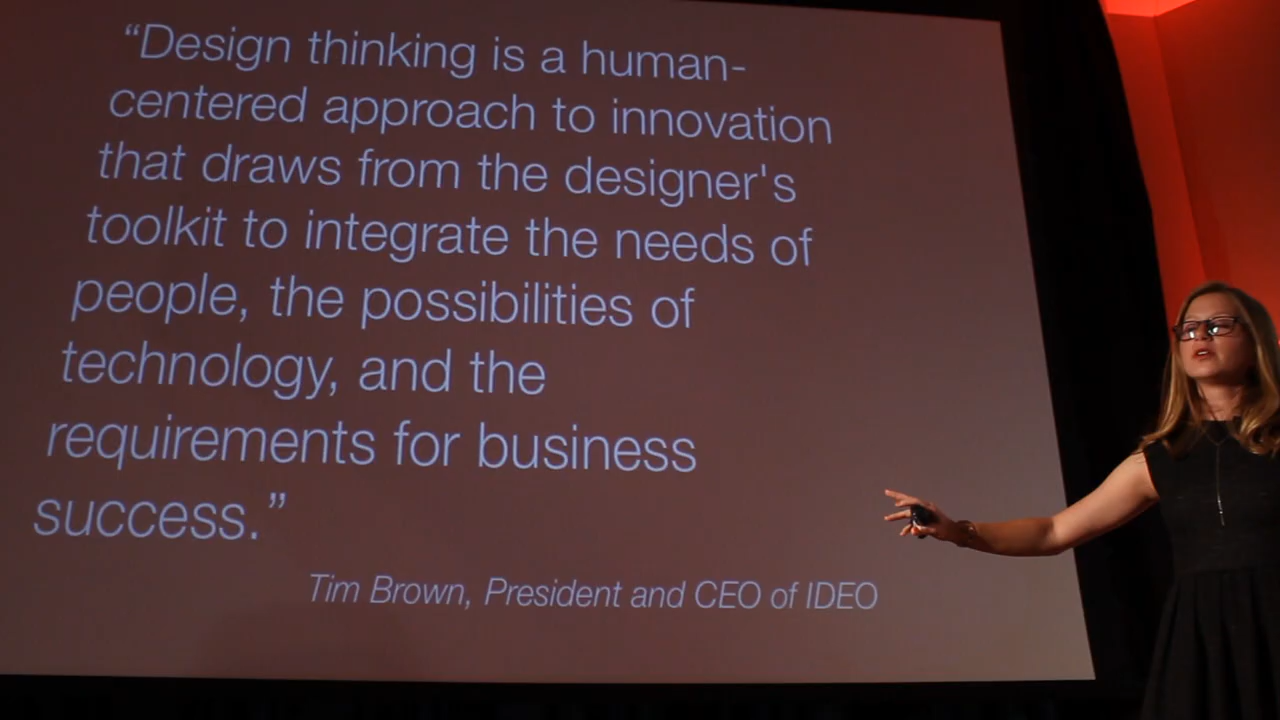 “Design thinking is a human-
centered approach to innovation
that draws from the designer's
toolkit to integrate the needs of
people, the possibilities of
technology, and the
requirements for business
success.”
Tim Brown, President and CEO of IDEO